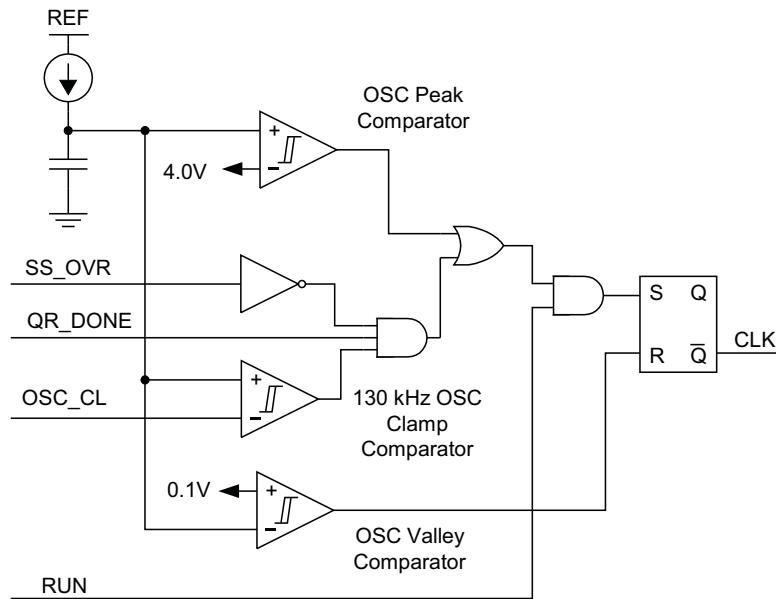 REF
OSC Peak
Comparator
+
−
4.0V
SS_OVR
QR_DONE
+
−
OSC_CL
130 kHz OSC
Clamp
Comparator
S Q
R Q̅
CLK
0.1V
+
−
OSC Valley
Comparator
RUN